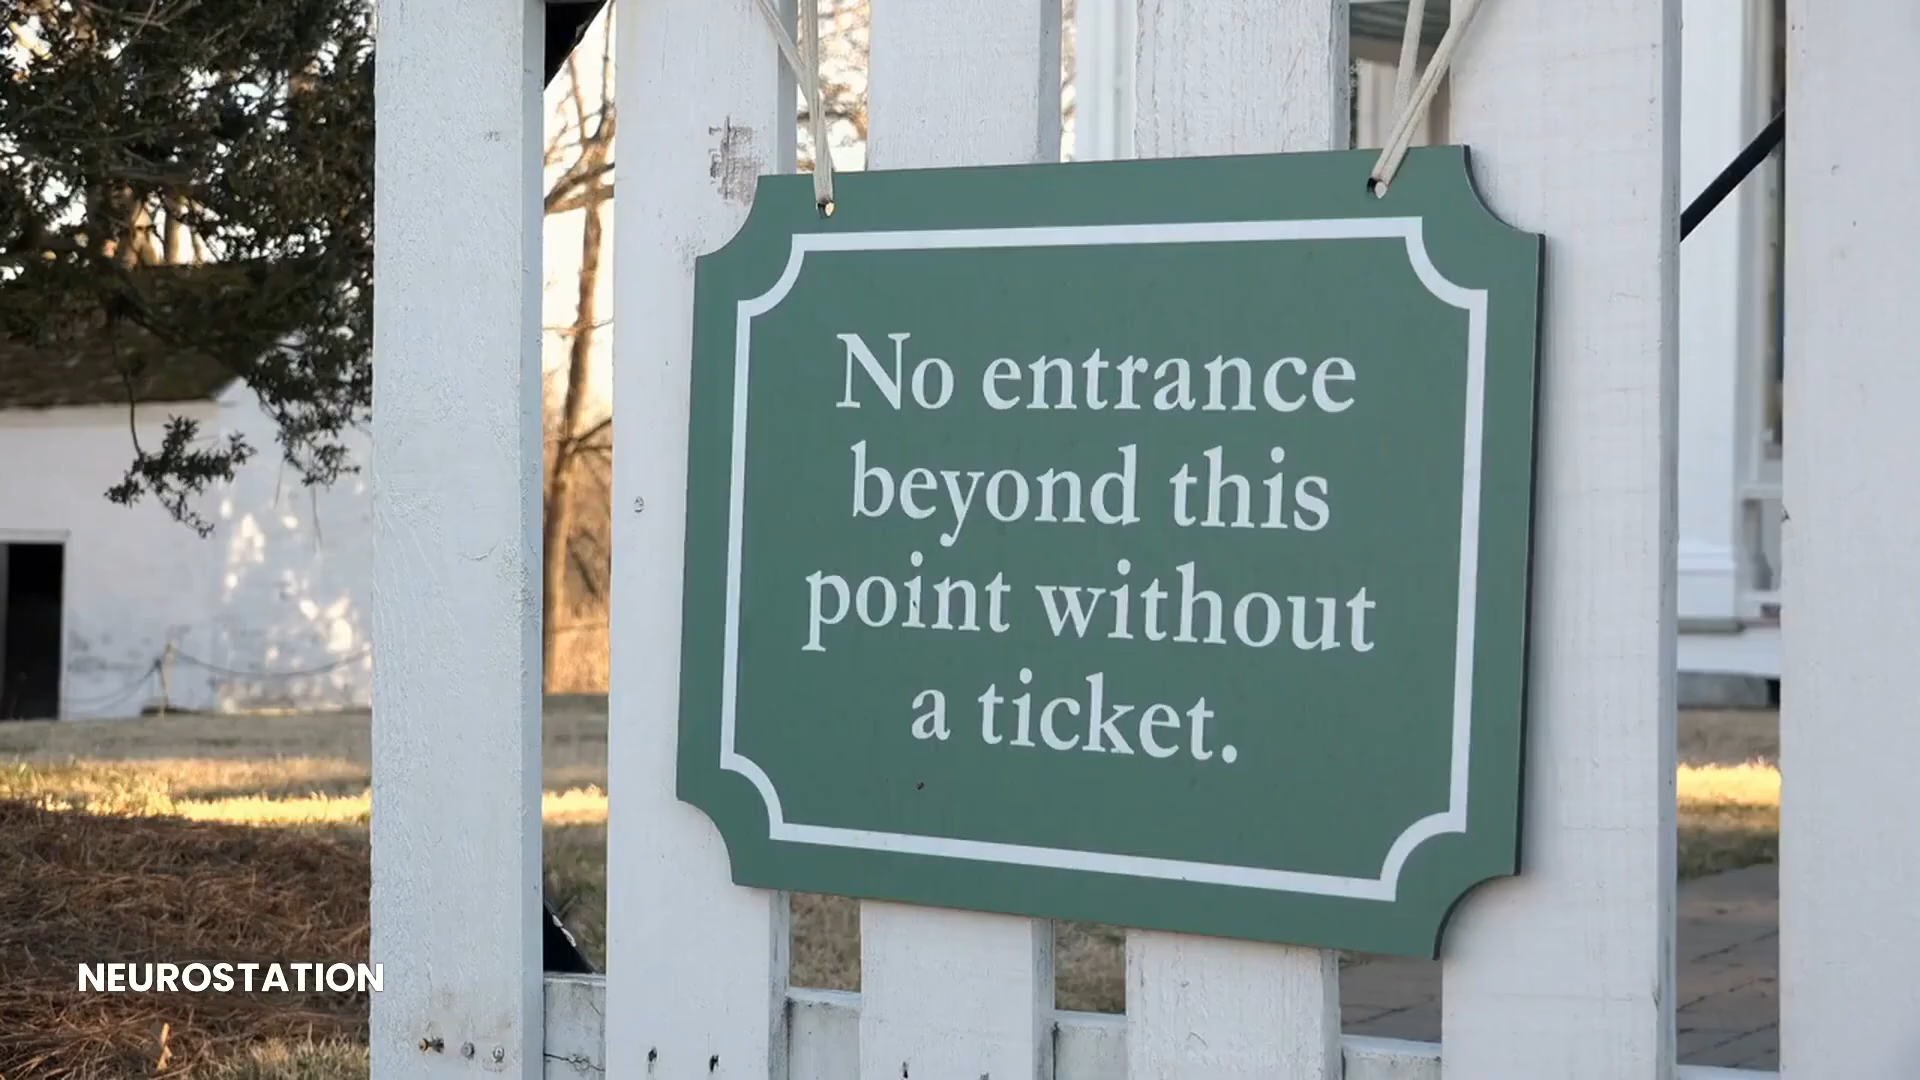 No entrance
beyond this
point without
a ticket.
NEUROSTATION